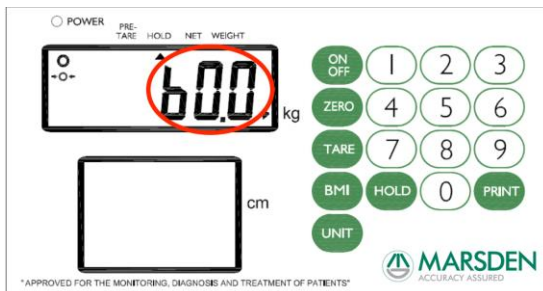 POWER
PRE-TARE HOLD NET WEIGHT
60.0 kg
cm
ON OFF 1 2 3
ZERO 4 5 6
TARE 7 8 9
BMI HOLD 0 PRINT
UNIT
MARSDEN
ACCURACY ASSURED
"APPROVED FOR THE MONITORING, DIAGNOSIS AND TREATMENT OF PATIENTS"